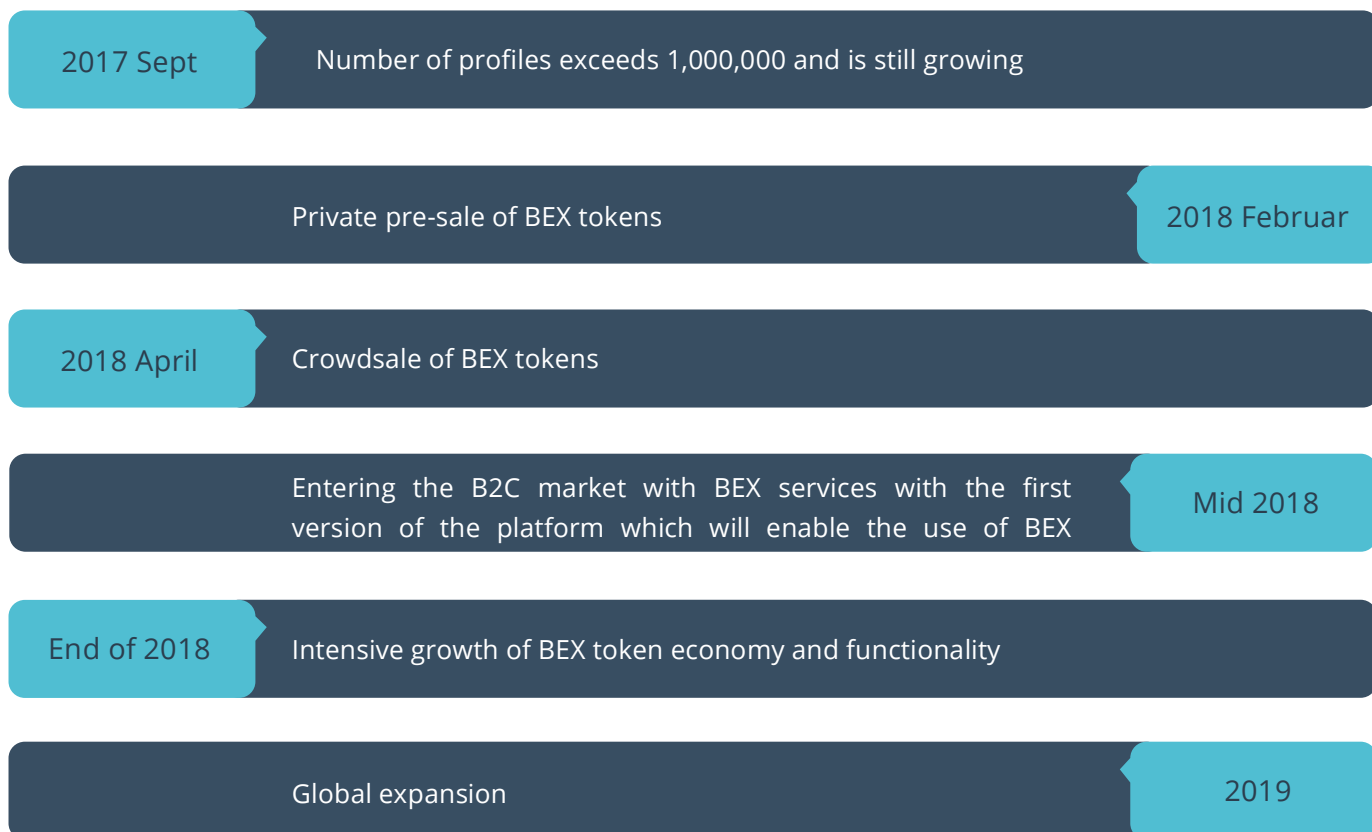 2017 Sept
Number of profiles exceeds 1,000,000 and is still growing
Private pre-sale of BEX tokens
2018 Februar
2018 April
Crowdsale of BEX tokens
Entering the B2C market with BEX services with the first
version of the platform which will enable the use of BEX
Mid 2018
End of 2018
Intensive growth of BEX token economy and functionality
Global expansion
2019